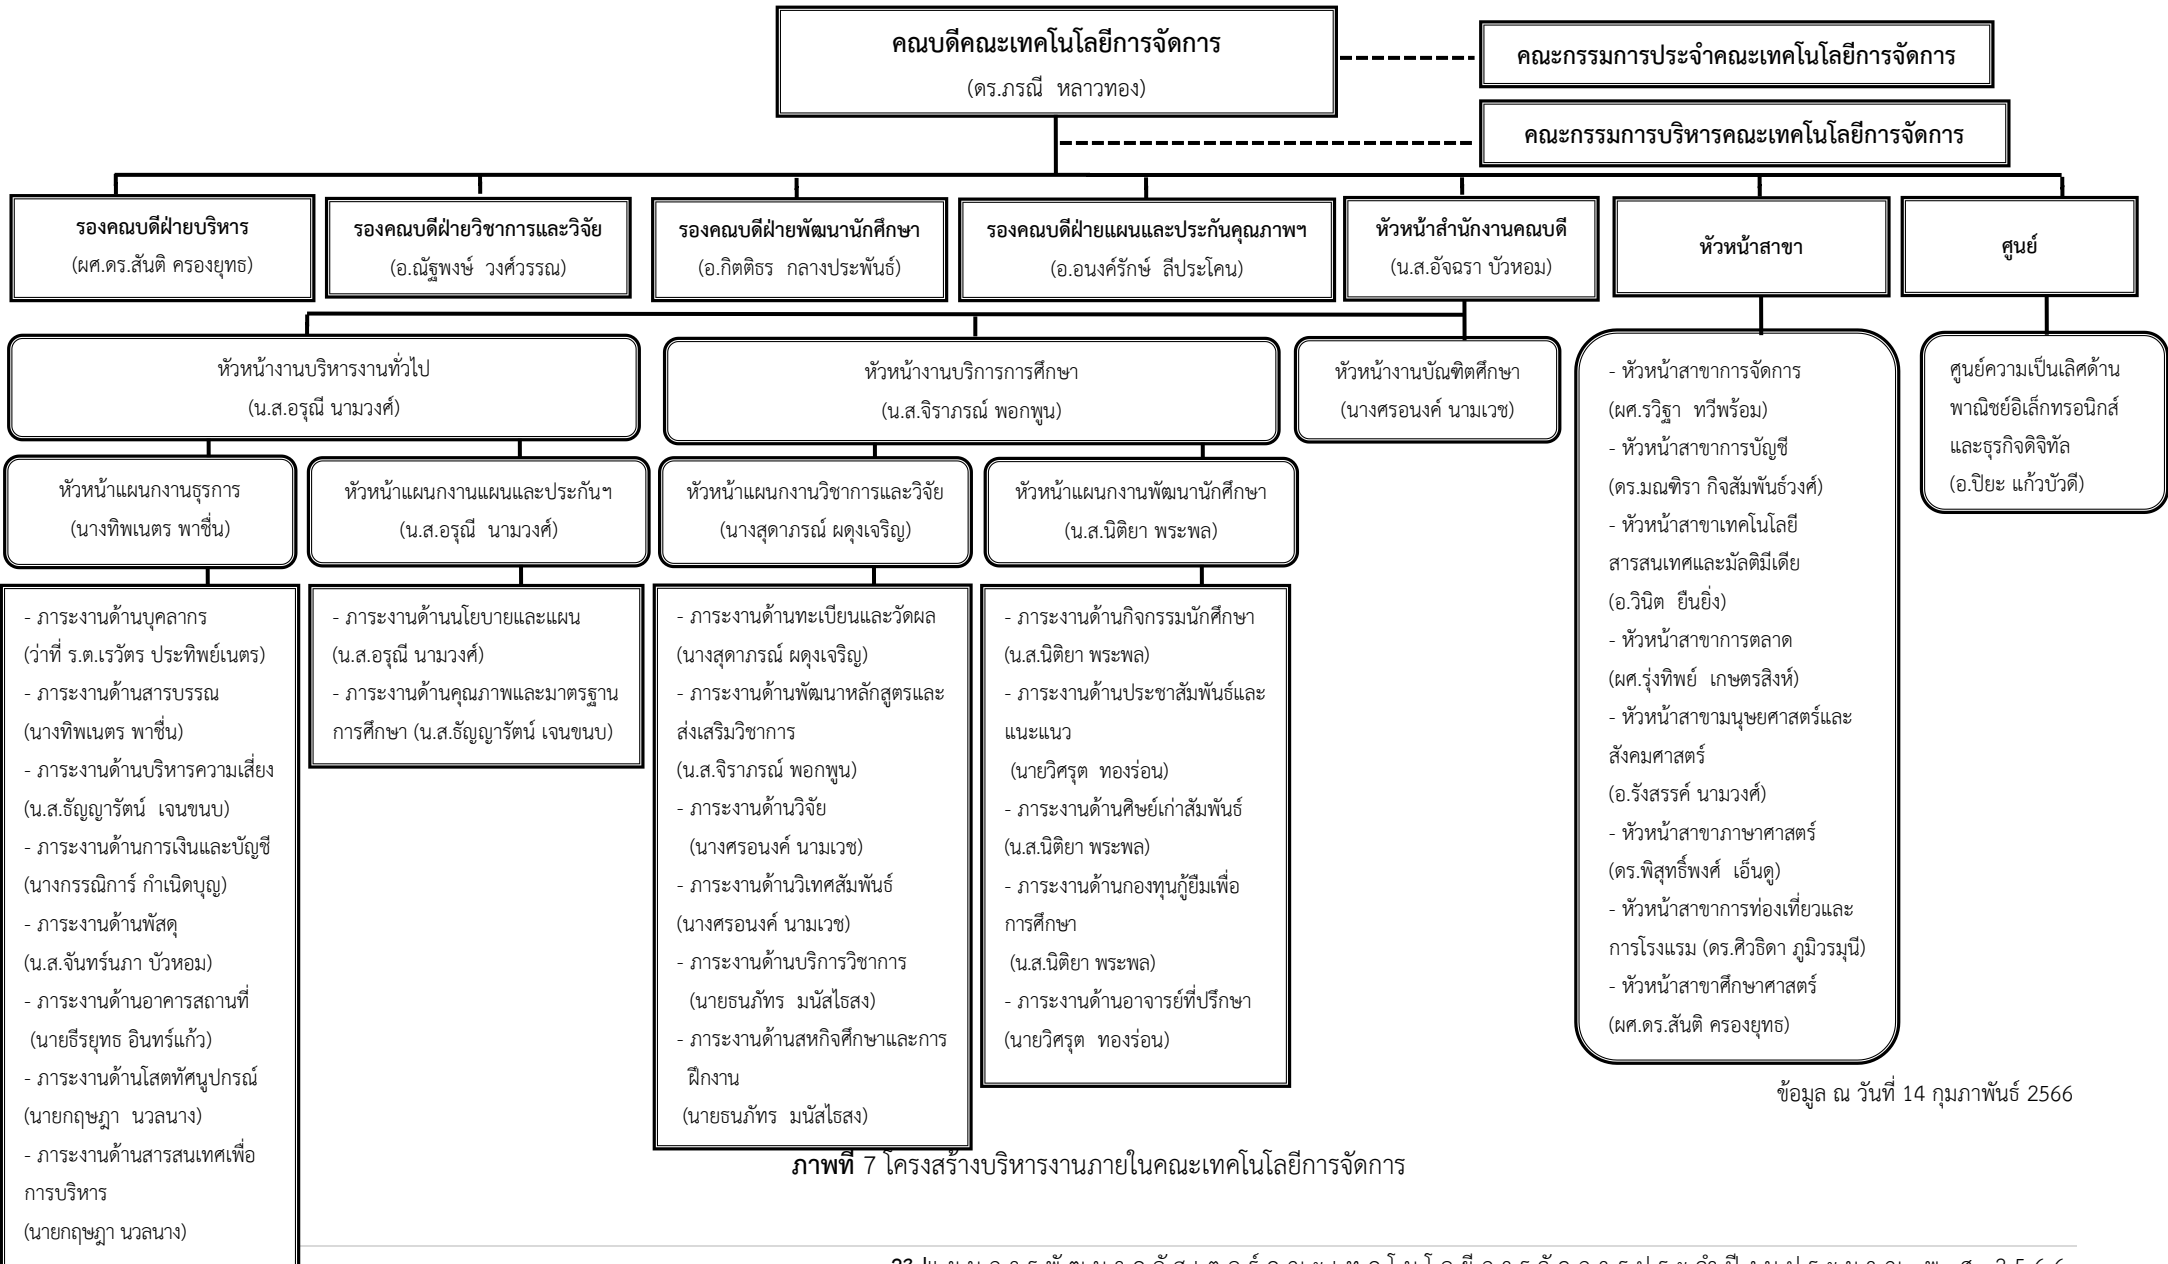 คณบดีคณะเทคโนโลยีการจัดการ
(ดร.ภรณี หลาวทอง)
คณะกรรมการประจำคณะเทคโนโลยีการจัดการ
คณะกรรมการบริหารคณะเทคโนโลยีการจัดการ
รองคณบดีฝ่ายบริหาร
(ผศ.ดร.สันติ ครองยุทธ)
รองคณบดีฝ่ายวิชาการและวิจัย
(อ.ณัฐพงษ์ วงศ์วรรณ)
รองคณบดีฝ่ายพัฒนานักศึกษา
(อ.กิตติธร กลางประพันธ์)
รองคณบดีฝ่ายแผนและประกันคุณภาพฯ
(อ.อนงค์รักษ์ ลีประโคน)
หัวหน้าสำนักงานคณบดี
(น.ส.อัจฉรา บัวหอม)
หัวหน้าสาขา
ศูนย์
หัวหน้างานบริหารงานทั่วไป
(น.ส.อรุณี นามวงศ์)
หัวหน้างานบริการการศึกษา
(น.ส.จิราภรณ์ พอกพูน)
หัวหน้างานบัณฑิตศึกษา
(นางศรอนงค์ นามเวช)
หัวหน้าแผนกงานธุรการ
(นางทิพเนตร พาชื่น)
หัวหน้าแผนกงานแผนและประกันฯ
(น.ส.อรุณี นามวงศ์)
หัวหน้าแผนกงานวิชาการและวิจัย
(นางสุดาภรณ์ ผดุงเจริญ)
หัวหน้าแผนกงานพัฒนานักศึกษา
(น.ส.นิติยา พระพล)
- ภาระงานด้านบุคลากร
(ว่าที่ ร.ต.เรวัตร ประทิพย์เนตร)
- ภาระงานด้านสารบรรณ
(นางทิพเนตร พาชื่น)
- ภาระงานด้านบริหารความเสี่ยง
(น.ส.ธัญญารัตน์ เจนขนบ)
- ภาระงานด้านการเงินและบัญชี
(นางกรรณิการ์ กำเนิดบุญ)
- ภาระงานด้านพัสดุ
(น.ส.จันทร์นภา บัวหอม)
- ภาระงานด้านอาคารสถานที่
(นายธีรยุทธ อินทร์แก้ว)
- ภาระงานด้านโสตทัศนูปกรณ์
(นายกฤษฎา นวลนาง)
- ภาระงานด้านสารสนเทศเพื่อ
การบริหาร
(นายกฤษฎา นวลนาง)
- ภาระงานด้านนโยบายและแผน
(น.ส.อรุณี นามวงศ์)
- ภาระงานด้านคุณภาพและมาตรฐาน
การศึกษา (น.ส.ธัญญารัตน์ เจนขนบ)
- ภาระงานด้านทะเบียนและวัดผล
(นางสุดาภรณ์ ผดุงเจริญ)
- ภาระงานด้านพัฒนาหลักสูตรและ
ส่งเสริมวิชาการ
(น.ส.จิราภรณ์ พอกพูน)
- ภาระงานด้านวิจัย
(นางศรอนงค์ นามเวช)
- ภาระงานด้านวิเทศสัมพันธ์
(นางศรอนงค์ นามเวช)
- ภาระงานด้านบริการวิชาการ
(นายธนภัทร มนัสไธสง)
- ภาระงานด้านสหกิจศึกษาและการ
ฝึกงาน
(นายธนภัทร มนัสไธสง)
- ภาระงานด้านกิจกรรมนักศึกษา
(น.ส.นิติยา พระพล)
- ภาระงานด้านประชาสัมพันธ์และ
แนะแนว
(นายวิศรุต ทองร่อน)
- ภาระงานด้านศิษย์เก่าสัมพันธ์
(น.ส.นิติยา พระพล)
- ภาระงานด้านกองทุนกู้ยืมเพื่อ
การศึกษา
(น.ส.นิติยา พระพล)
- ภาระงานด้านอาจารย์ที่ปรึกษา
(นายวิศรุต ทองร่อน)
- หัวหน้าสาขาการจัดการ
(ผศ.รวิฐา ทวีพร้อม)
- หัวหน้าสาขาการบัญชี
(ดร.มณฑิรา กิจสัมพันธ์วงศ์)
- หัวหน้าสาขาเทคโนโลยี
สารสนเทศและมัลติมีเดีย
(อ.วินิต ยืนยิ่ง)
- หัวหน้าสาขาการตลาด
(ผศ.รุ่งทิพย์ เกษตรสิงห์)
- หัวหน้าสาขามนุษยศาสตร์และ
สังคมศาสตร์
(อ.รังสรรค์ นามวงศ์)
- หัวหน้าสาขาภาษาศาสตร์
(ดร.พิสุทธิ์พงศ์ เอ็นดู)
- หัวหน้าสาขาการท่องเที่ยวและ
การโรงแรม (ดร.ศิวธิดา ภูมิวรมุนี)
- หัวหน้าสาขาศึกษาศาสตร์
(ผศ.ดร.สันติ ครองยุทธ)
ศูนย์ความเป็นเลิศด้าน
พาณิชย์อิเล็กทรอนิกส์
และธุรกิจดิจิทัล
(อ.ปิยะ แก้วบัวดี)
ข้อมูล ณ วันที่ 14 กุมภาพันธ์ 2566
ภาพที่ 7 โครงสร้างบริหารงานภายในคณะเทคโนโลยีการจัดการ